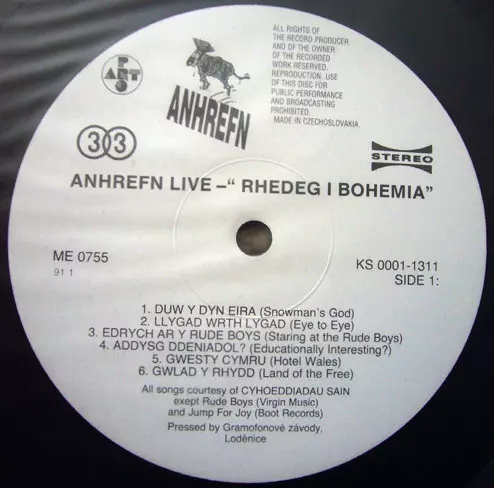 ALL RIGHTS OF
THE RECORD PRODUCER
AND OF THE OWNER
OF THE RECORDED
WORK RESERVED.
REPRODUCTION, USE
OF THIS DISC FOR
PUBLIC PERFORMANCE
AND BROADCASTING
PROHIBITED.
MADE IN CZECHOSLOVAKIA
ANHREFN
33
STEREO
ANHREFN LIVE –“ RHEDEG I BOHEMIA”
ME 0755
91 1
KS 0001-1311
SIDE 1:
1. DUW Y DYN EIRA (Snowman's God)
2. LLYGAD WRTH LYGAD (Eye to Eye)
3. EDRYCH AR Y RUDE BOYS (Staring at the Rude Boys)
4. ADDYSG DDENIADOL? (Educationally Interesting?)
5. GWESTY CYMRU (Hotel Wales)
6. GWLAD Y RHYDD (Land of the Free)
All songs courtesy of CYHOEDDIADAU SAIN
exept Rude Boys (Virgin Music)
and Jump For Joy (Boot Records)
Pressed by Gramofonové závody,
Loděnice